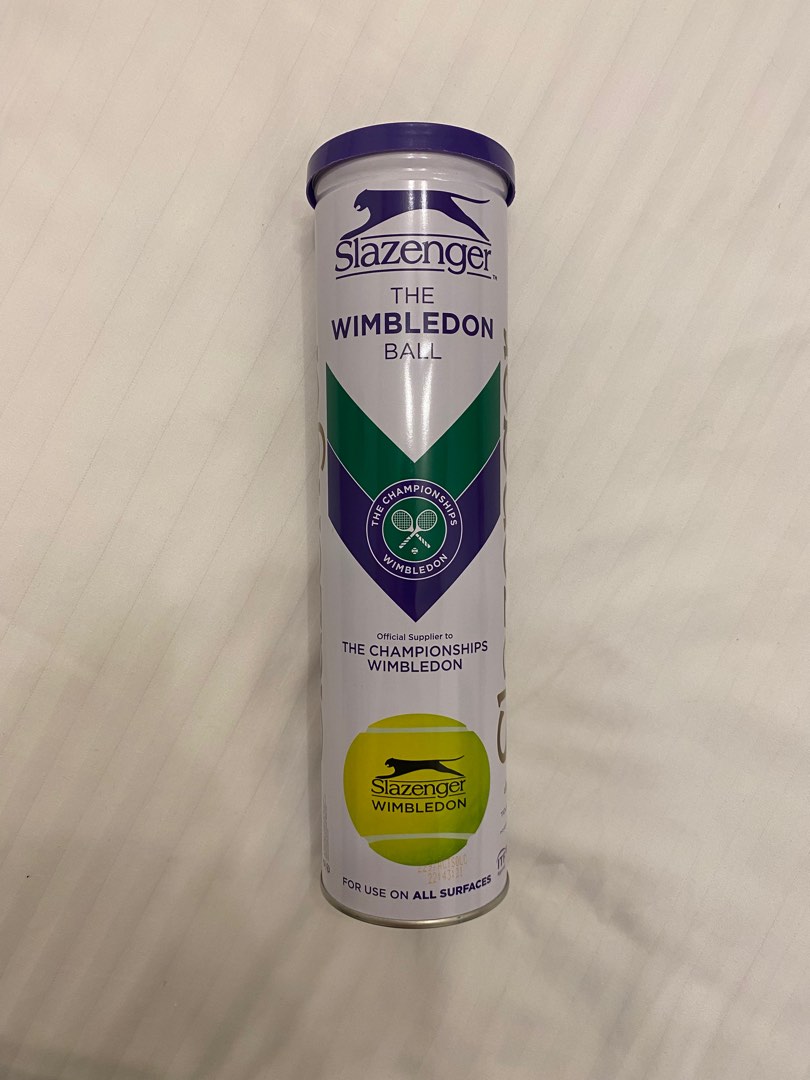 Slazenger™
THE
WIMBLEDON
BALL
THE CHAMPIONSHIPS
WIMBLEDON
Official Supplier to
THE CHAMPIONSHIPS
WIMBLEDON
Slazenger
WIMBLEDON
FOR USE ON ALL SURFACES